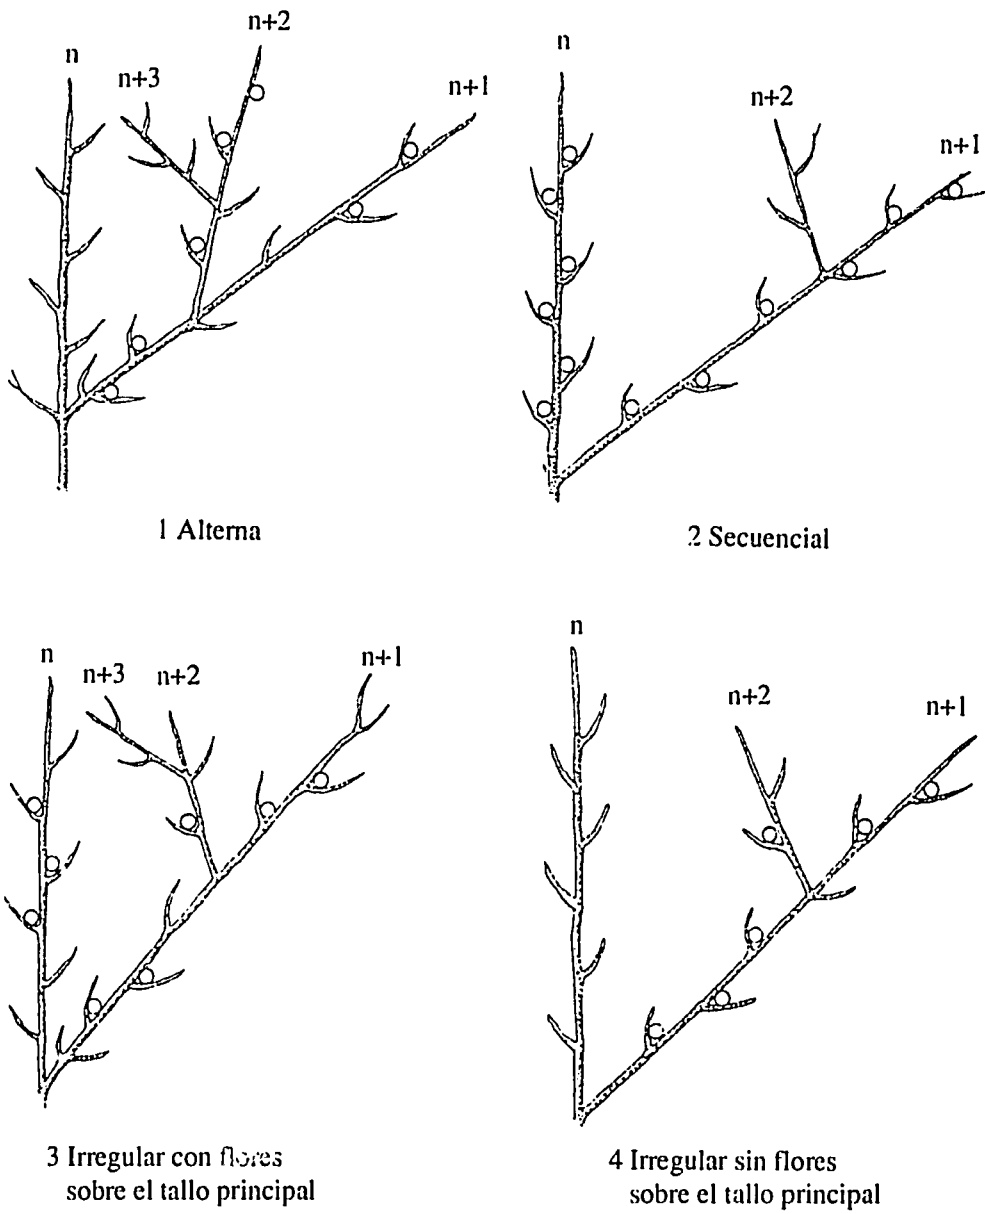 n
n+3
n+2
n+1
1 Alterna
n
n+2
n+1
2 Secuencial
n
n+3
n+2
n+1
3 Irregular con flores
sobre el tallo principal
n
n+2
n+1
4 Irregular sin flores
sobre el tallo principal